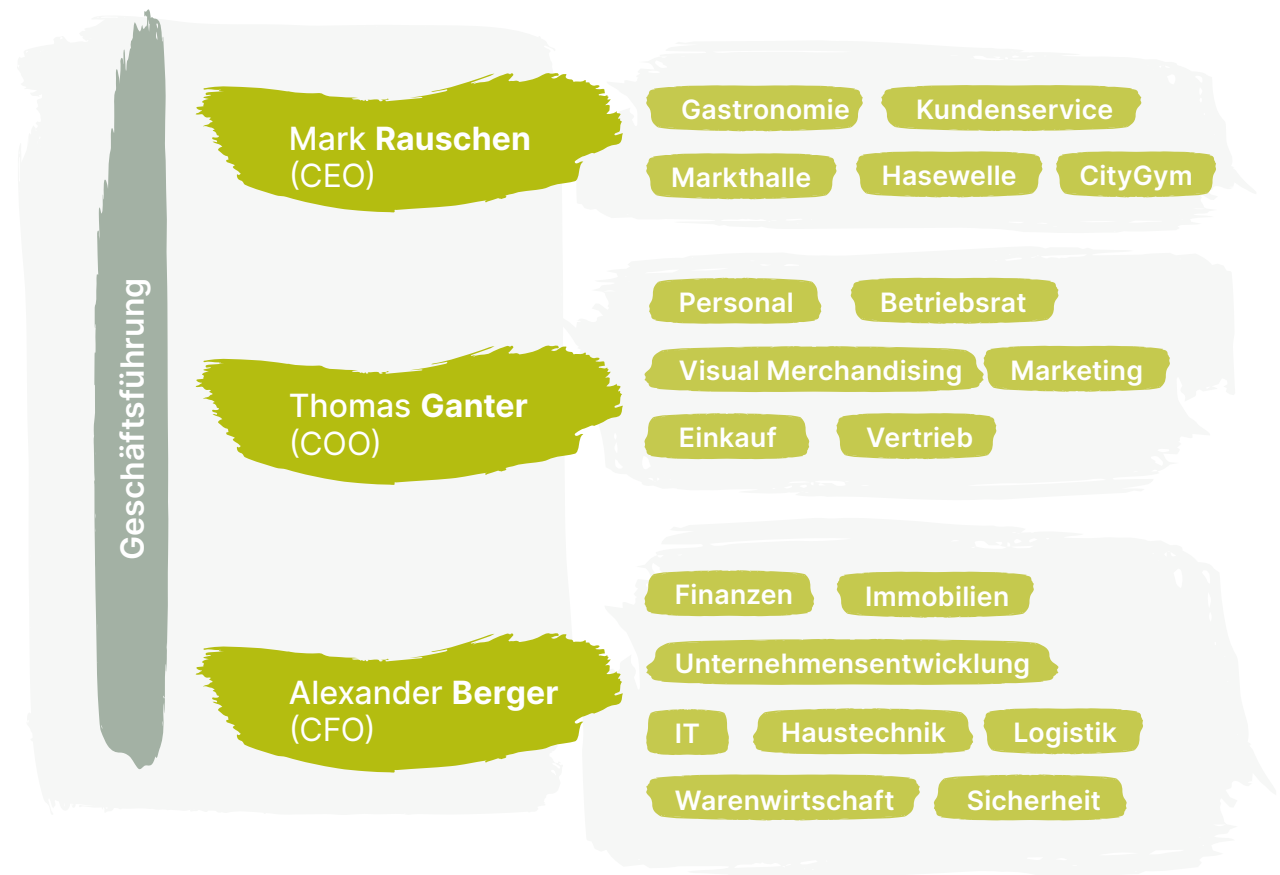 Geschäftsführung
Mark Rauschen
(CEO)
Gastronomie Kundenservice
Markthalle Hasewelle CityGym
Thomas Ganter
(COO)
Personal Betriebsrat
Visual Merchandising Marketing
Einkauf Vertrieb
Alexander Berger
(CFO)
Finanzen Immobilien
Unternehmensentwicklung
IT Haustechnik Logistik
Warenwirtschaft Sicherheit